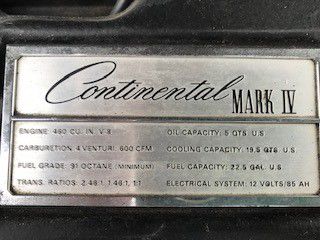 Continental MARK IV
ENGINE: 460 CU. IN. V-8
CARBURETION: 4 VENTURI: 600 CFM
FUEL GRADE: 91 OCTANE (MINIMUM)
TRANS. RATIOS: 2.46:1, 1.46:1, 1:1
OIL CAPACITY: 5 QTS. U.S.
COOLING CAPACITY: 19.5 QTS. U.S.
FUEL CAPACITY: 22.5 GAL. U.S.
ELECTRICAL SYSTEM: 12 VOLTS/85 AH